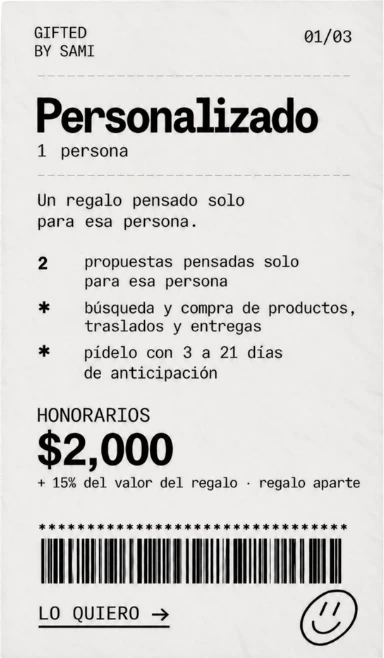 GIFTED
BY SAMI
01/03
Personalizado
1 persona
Un regalo pensado solo
para esa persona.
2 propuestas pensadas solo
para esa persona
* búsqueda y compra de productos,
traslados y entregas
* pídelo con 3 a 21 días
de anticipación
HONORARIOS
$2,000
+ 15% del valor del regalo · regalo aparte
********************************
LO QUIERO →